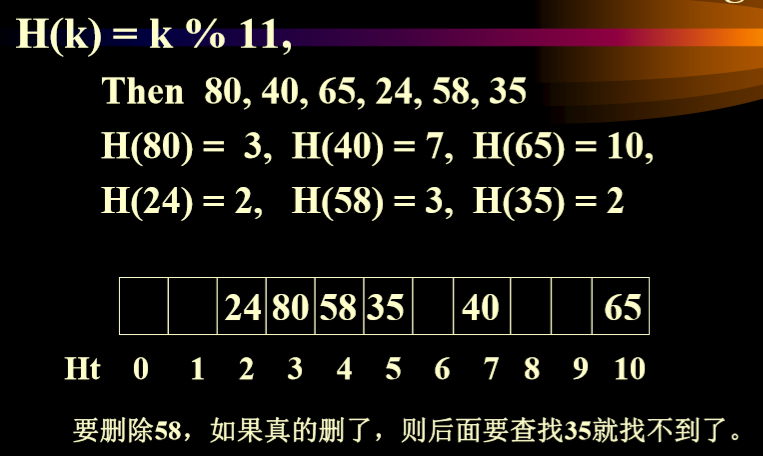 H(k) = k % 11,
Then 80, 40, 65, 24, 58, 35
H(80) = 3, H(40) = 7, H(65) = 10,
H(24) = 2, H(58) = 3, H(35) = 2
24 80 58 35 40 65
Ht 0 1 2 3 4 5 6 7 8 9 10
要删除58，如果真的删了，则后面要查找35就找不到了。